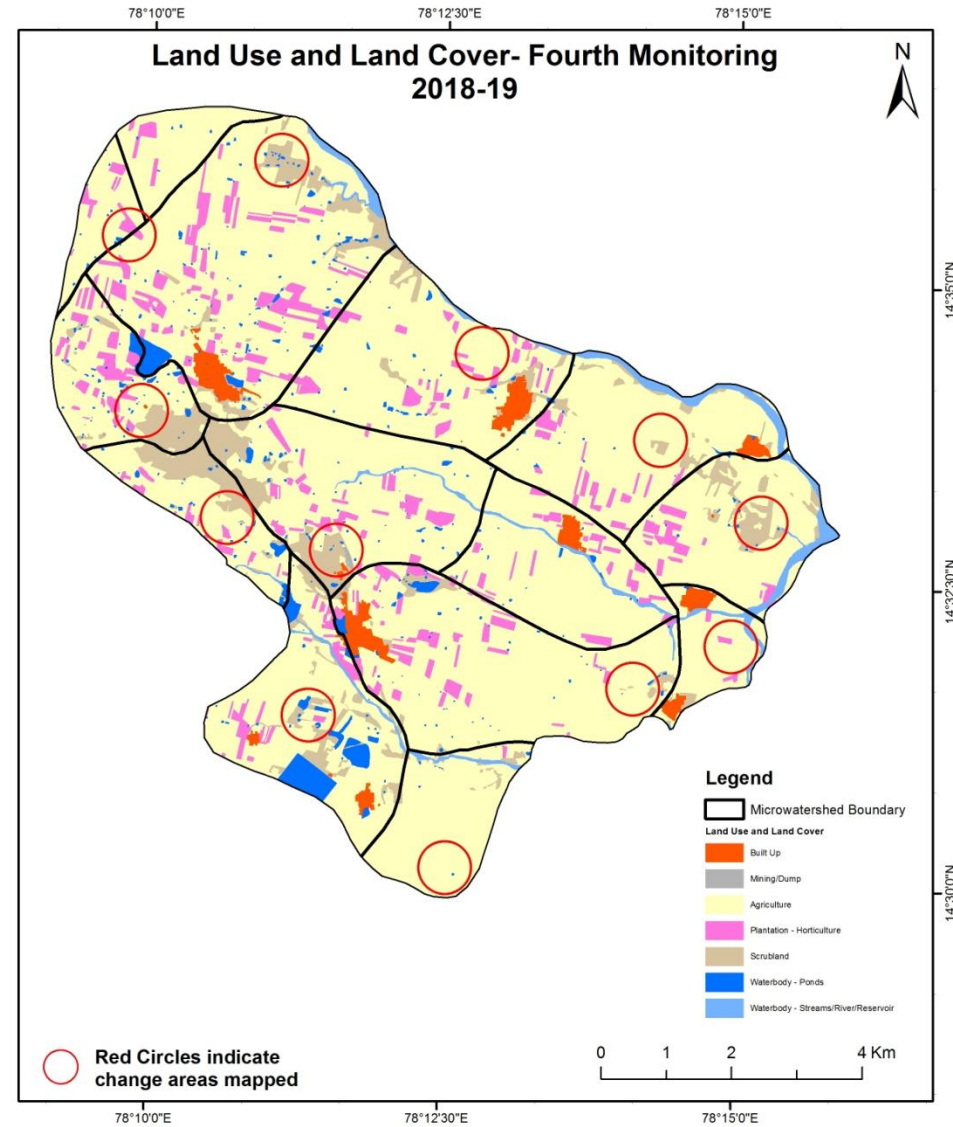 78°10'0"E
78°12'30"E
78°15'0"E
Land Use and Land Cover- Fourth Monitoring
2018-19
N
14°35'0"N
14°32'30"N
14°30'0"N
Legend
Microwatershed Boundary
Land Use and Land Cover
Built Up
Mining/Dump
Agriculture
Plantation - Horticulture
Scrubland
Waterbody - Ponds
Waterbody - Streams/River/Reservoir
Red Circles indicate
change areas mapped
0 1 2 4 Km
78°10'0"E
78°12'30"E
78°15'0"E